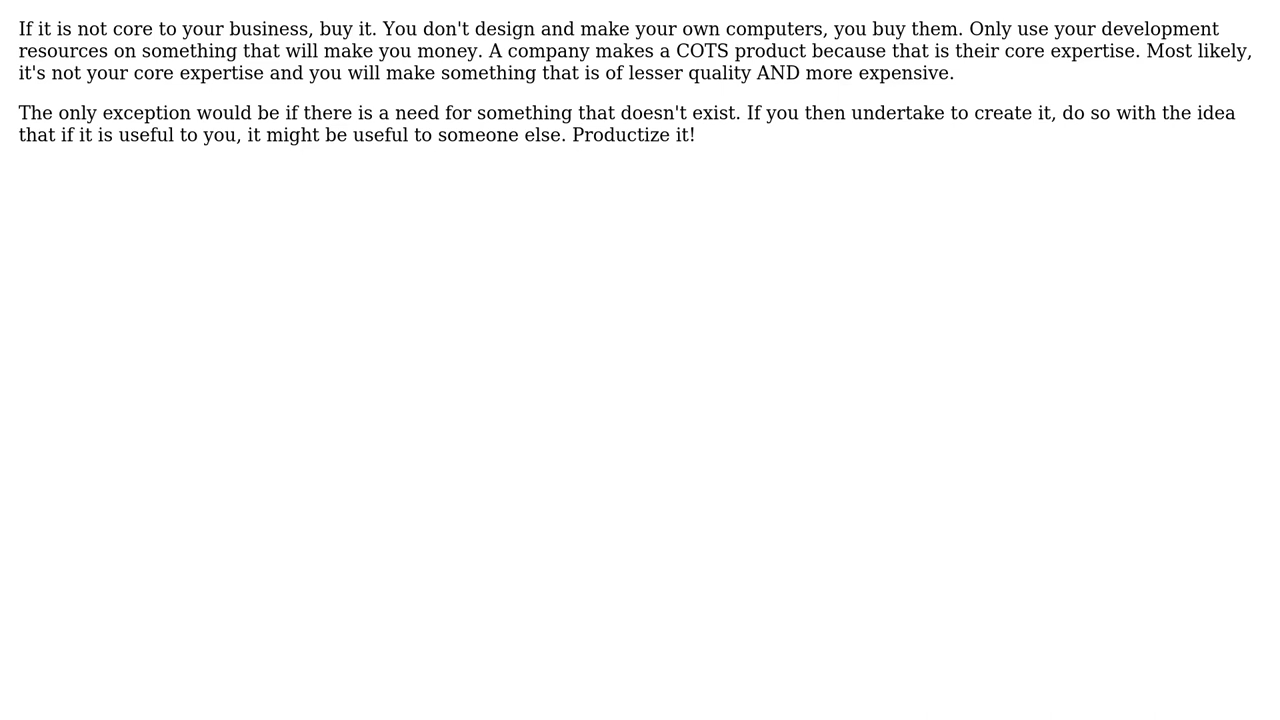 If it is not core to your business, buy it. You don't design and make your own computers, you buy them. Only use your development
resources on something that will make you money. A company makes a COTS product because that is their core expertise. Most likely,
it's not your core expertise and you will make something that is of lesser quality AND more expensive.
The only exception would be if there is a need for something that doesn't exist. If you then undertake to create it, do so with the idea
that if it is useful to you, it might be useful to someone else. Productize it!